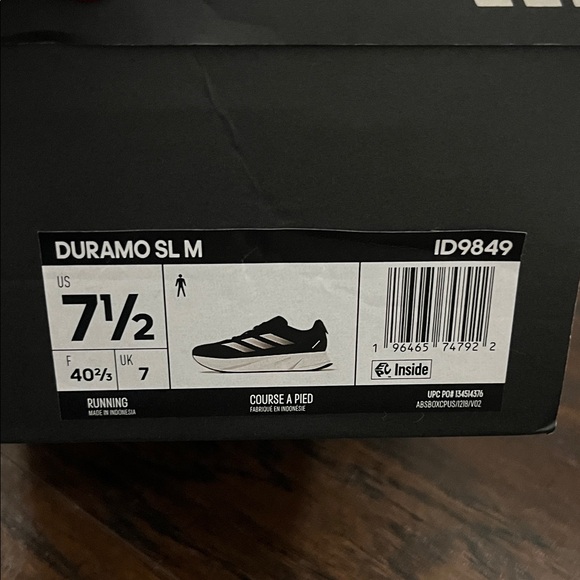 DURAMO SL M ID9849
US
7½
F
40⅔
UK
7
1 96465 74792 2
Inside
RUNNING
MADE IN INDONESIA
COURSE A PIED
FABRIQUÉ EN INDONÉSIE
UPC PO# 134514376
ABSBOXCPUS/1218/V02